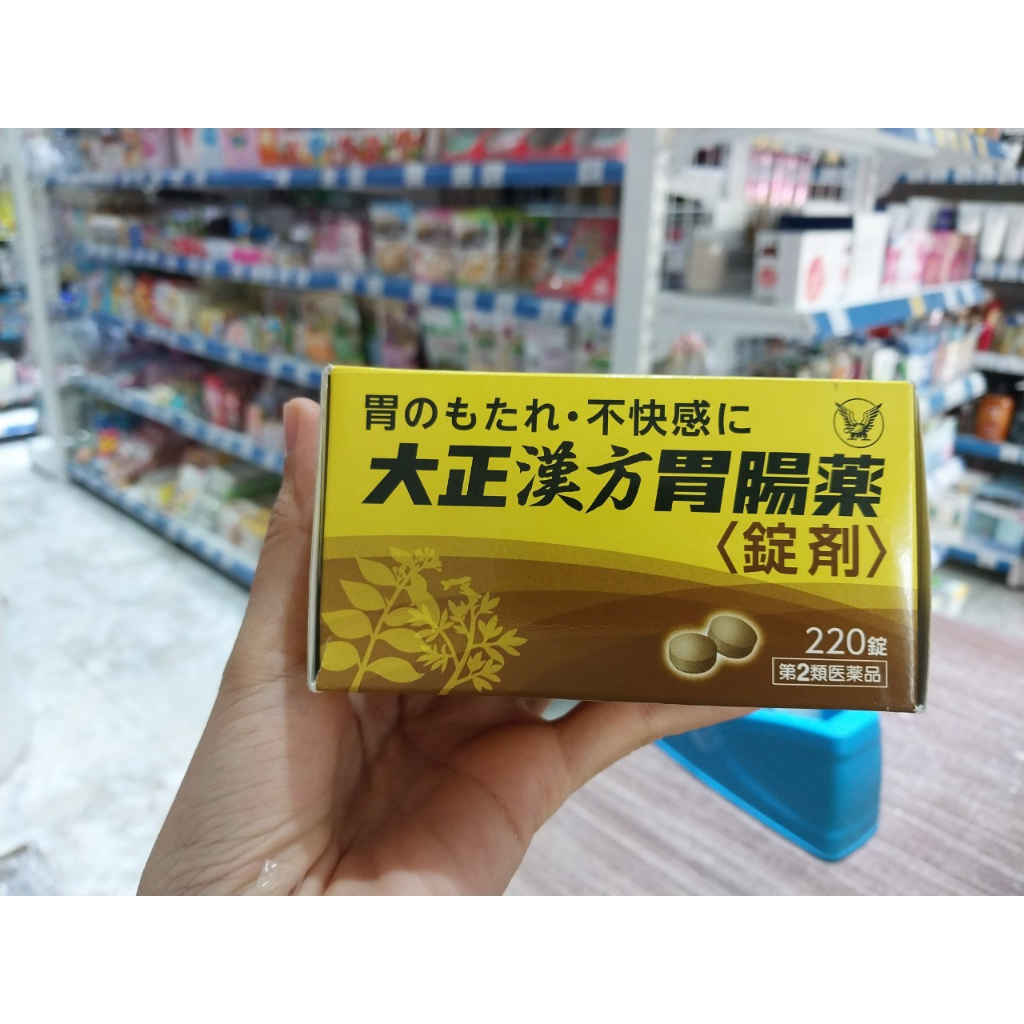 胃のもたれ・不快感に
大正漢方胃腸薬
〈錠剤〉
220錠
第2類医薬品